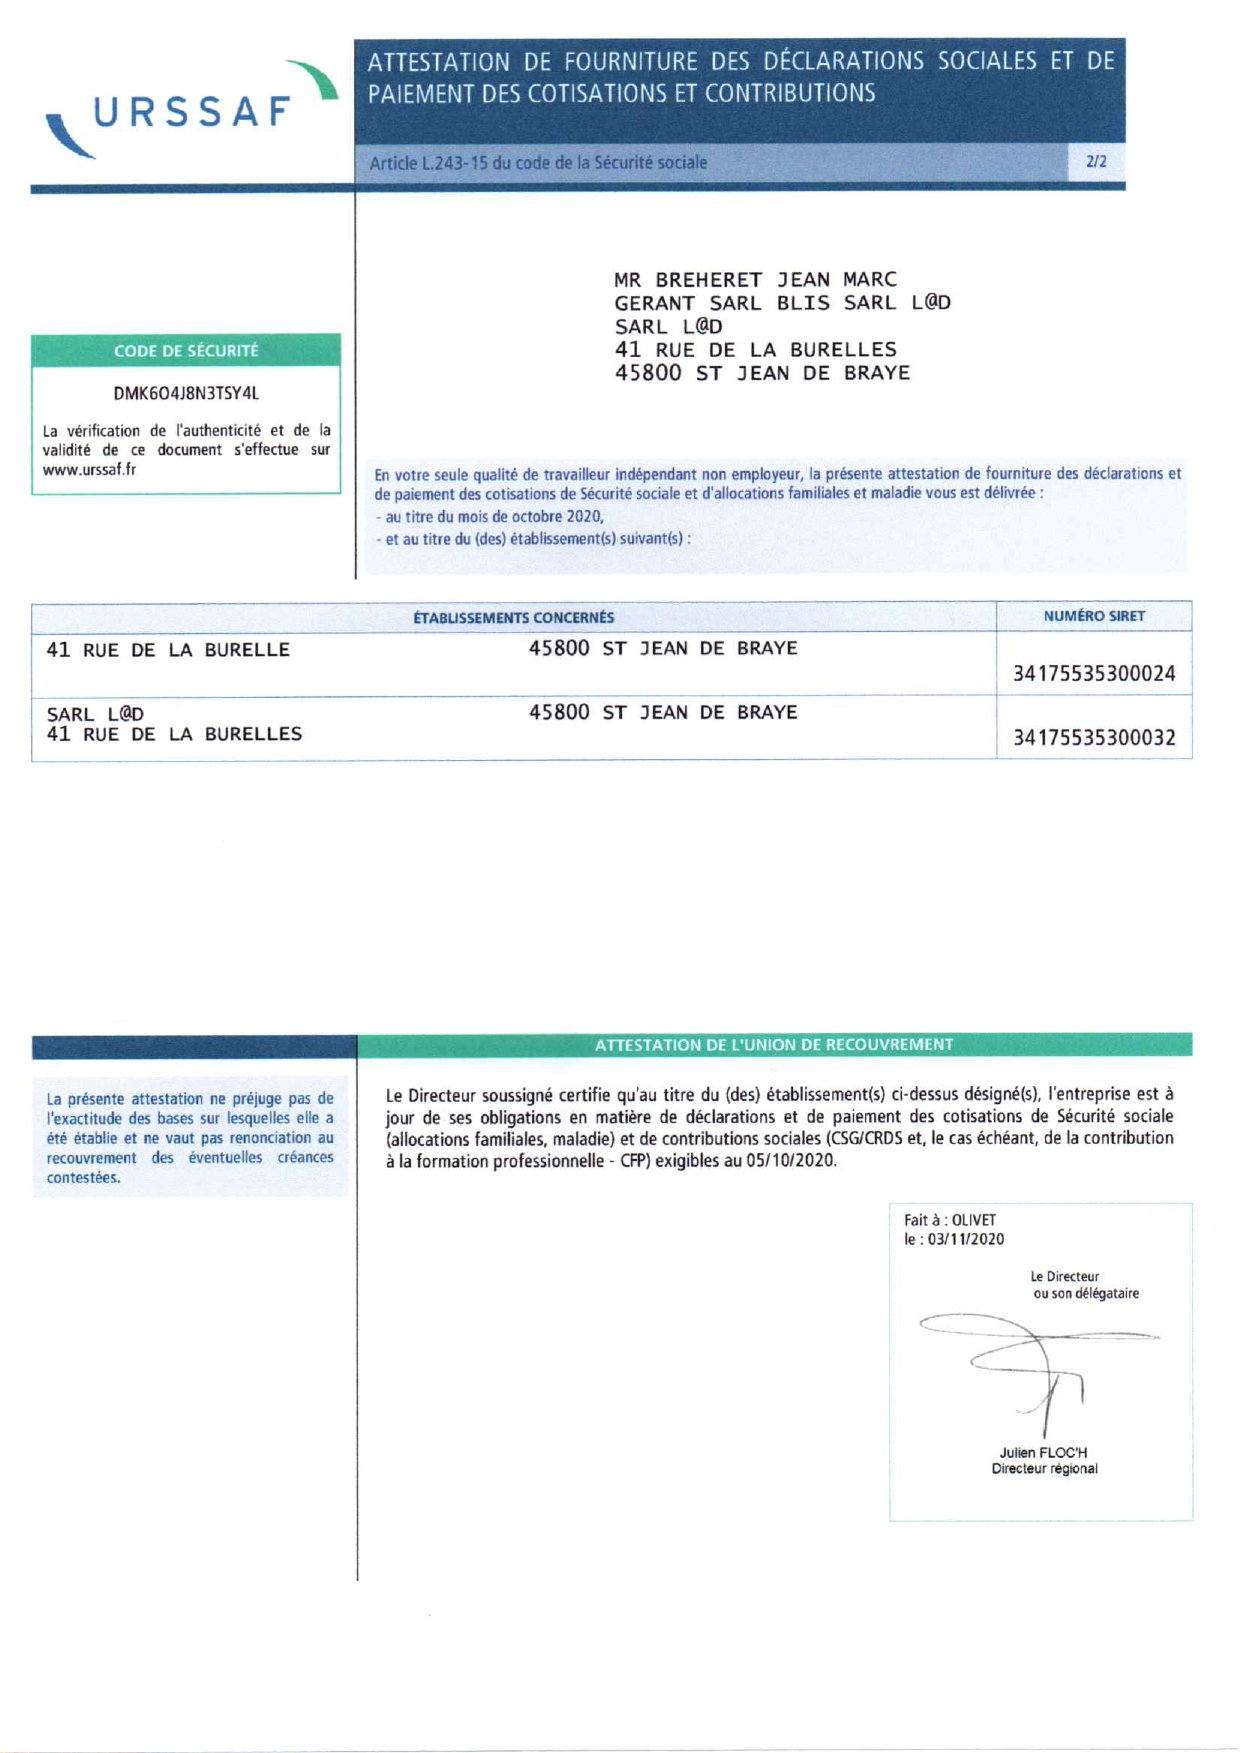 URSSAF
ATTESTATION DE FOURNITURE DES DÉCLARATIONS SOCIALES ET DE
PAIEMENT DES COTISATIONS ET CONTRIBUTIONS
Article L.243-15 du code de la Sécurité sociale
2/2
MR BREHERET JEAN MARC
GERANT SARL BLIS SARL L@D
SARL L@D
41 RUE DE LA BURELLES
45800 ST JEAN DE BRAYE
CODE DE SÉCURITÉ
DMK6O4J8N3TSY4L
La vérification de l'authenticité et de la
validité de ce document s'effectue sur
www.urssaf.fr
En votre seule qualité de travailleur indépendant non employeur, la présente attestation de fourniture des déclarations et
de paiement des cotisations de Sécurité sociale et d'allocations familiales et maladie vous est délivrée :
- au titre du mois de octobre 2020,
- et au titre du (des) établissement(s) suivant(s) :
ÉTABLISSEMENTS CONCERNÉS NUMÉRO SIRET
41 RUE DE LA BURELLE 45800 ST JEAN DE BRAYE
34175535300024
SARL L@D 45800 ST JEAN DE BRAYE
41 RUE DE LA BURELLES
34175535300032
ATTESTATION DE L'UNION DE RECOUVREMENT
La présente attestation ne préjuge pas de
l'exactitude des bases sur lesquelles elle a
été établie et ne vaut pas renonciation au
recouvrement des éventuelles créances
contestées.
Le Directeur soussigné certifie qu'au titre du (des) établissement(s) ci-dessus désigné(s), l'entreprise est à
jour de ses obligations en matière de déclarations et de paiement des cotisations de Sécurité sociale
(allocations familiales, maladie) et de contributions sociales (CSG/CRDS et, le cas échéant, de la contribution
à la formation professionnelle - CFP) exigibles au 05/10/2020.
Fait à : OLIVET
le : 03/11/2020
Le Directeur
ou son délégataire
Julien FLOC'H
Directeur régional